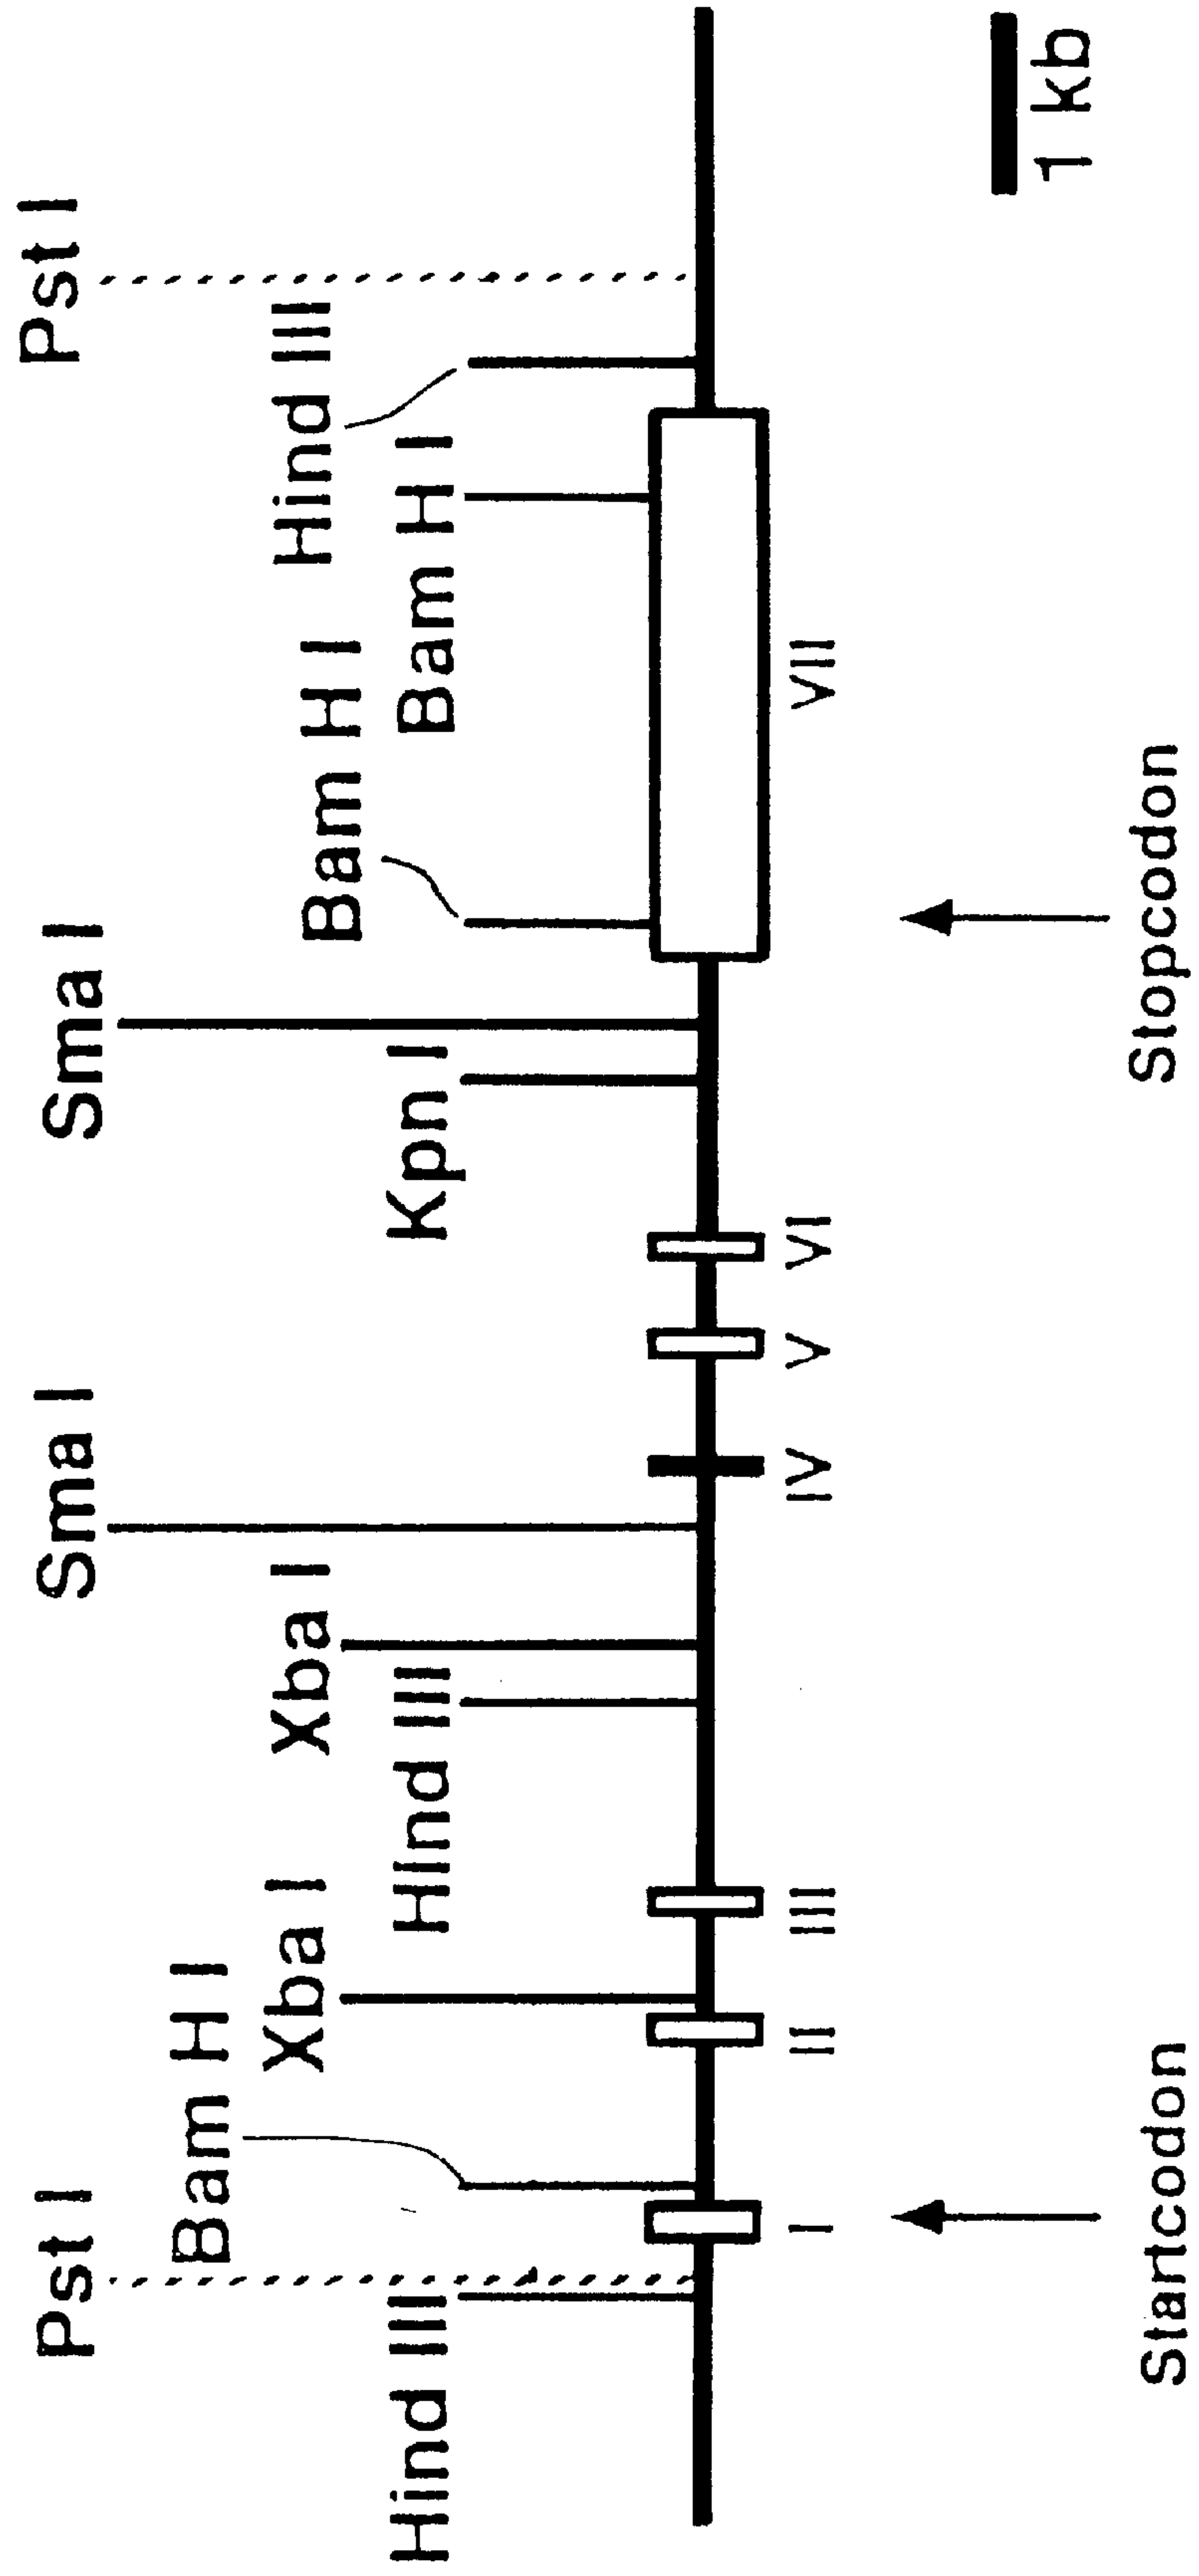 Pst I
Sma I
Sma I
Pst I
Bam H I
Xba I
Xba I
Bam H I
Hind III
Hind III
Hind III
Kpn I
Bam H I
I
II
III
IV
V
VI
VII
Startcodon
Stopcodon
1 kb